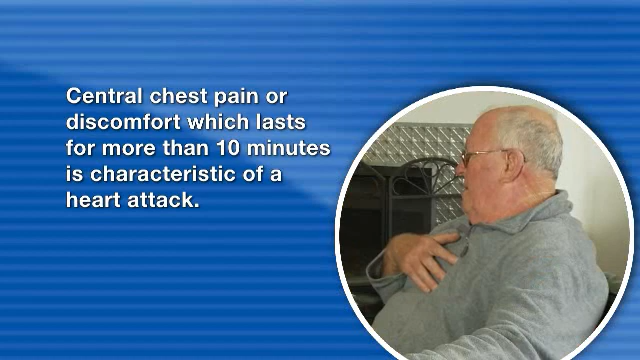 Central chest pain or
discomfort which lasts
for more than 10 minutes
is characteristic of a
heart attack.